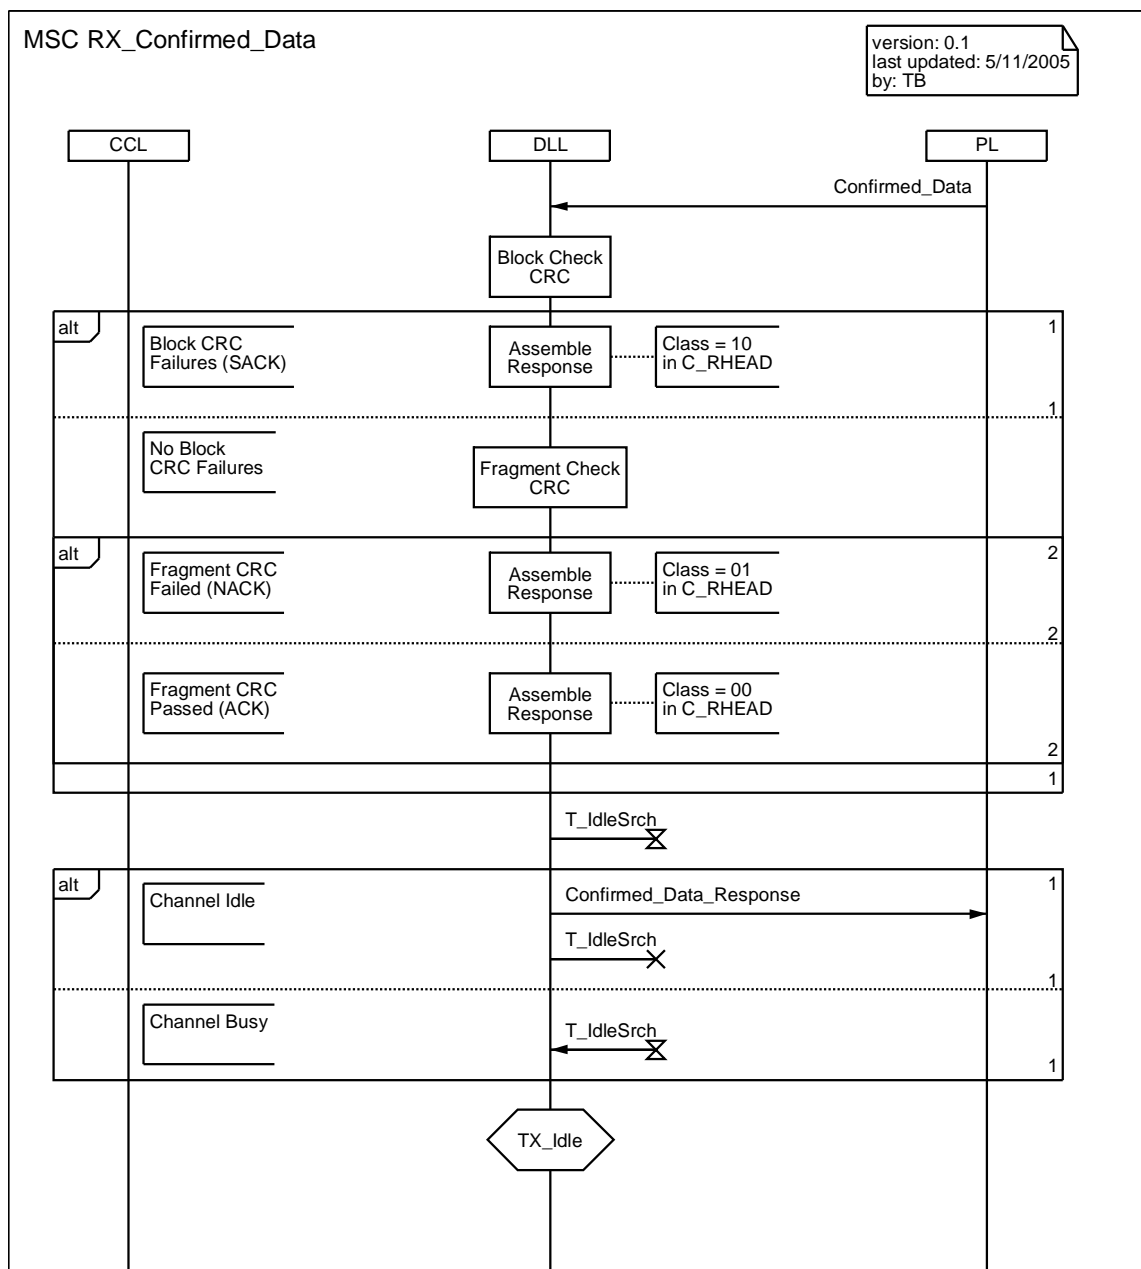 MSC RX_Confirmed_Data
version: 0.1
last updated: 5/11/2005
by: TB
CCL
DLL
PL
Confirmed_Data
Block Check
CRC
alt
1
Block CRC
Failures (SACK)
Assemble
Response
Class = 10
in C_RHEAD
1
No Block
CRC Failures
Fragment Check
CRC
alt
2
Fragment CRC
Failed (NACK)
Assemble
Response
Class = 01
in C_RHEAD
2
Fragment CRC
Passed (ACK)
Assemble
Response
Class = 00
in C_RHEAD
2
1
T_IdleSrch
alt
1
Channel Idle
Confirmed_Data_Response
T_IdleSrch
1
Channel Busy
T_IdleSrch
1
TX_Idle